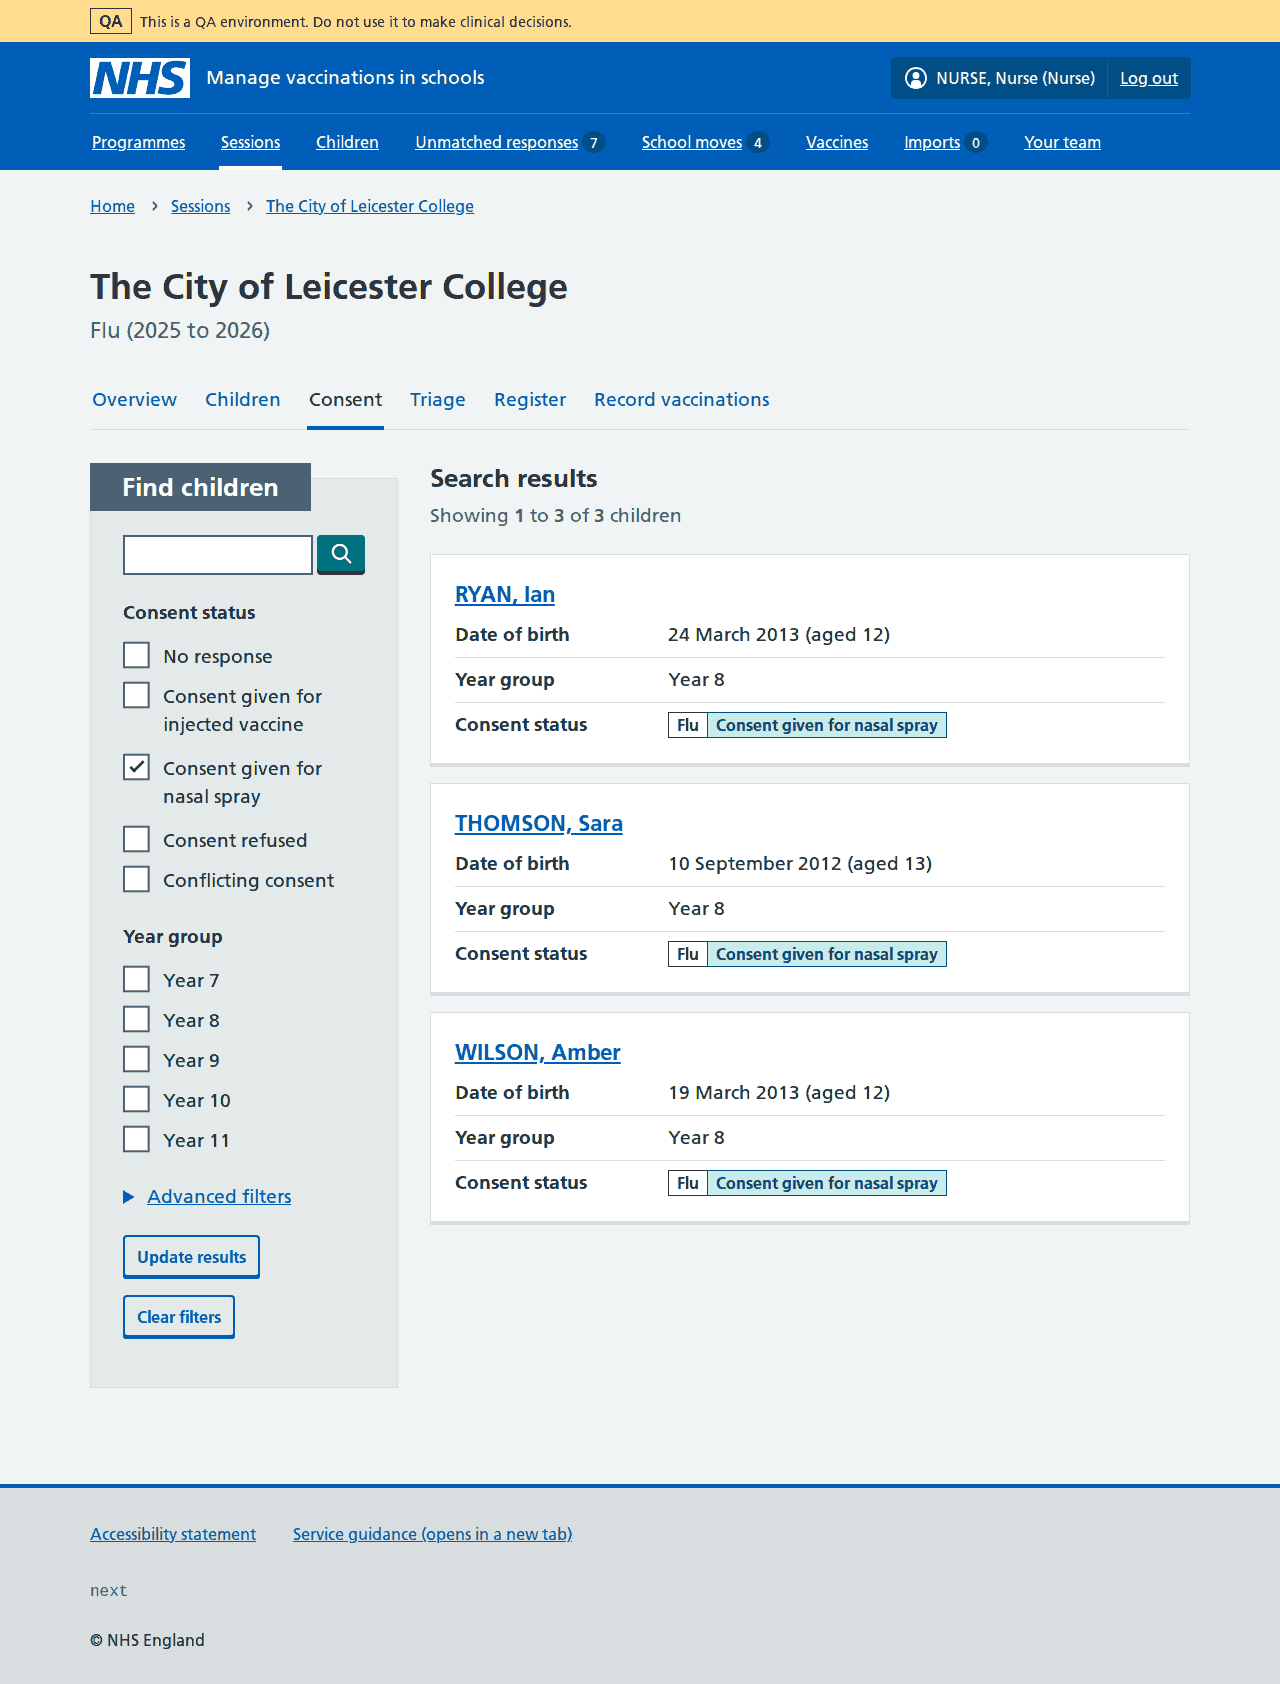 QA This is a QA environment. Do not use it to make clinical decisions.
NHS Manage vaccinations in schools NURSE, Nurse (Nurse) Log out
Programmes Sessions Children Unmatched responses 7 School moves 4 Vaccines Imports 0 Your team
Home Sessions The City of Leicester College
The City of Leicester College
Flu (2025 to 2026)
Overview Children Consent Triage Register Record vaccinations
Find children
Consent status
No response
Consent given for
injected vaccine
Consent given for
nasal spray
Consent refused
Conflicting consent
Year group
Year 7
Year 8
Year 9
Year 10
Year 11
Advanced filters
Update results
Clear filters
Search results
Showing 1 to 3 of 3 children
RYAN, Ian
Date of birth 24 March 2013 (aged 12)
Year group Year 8
Consent status Flu Consent given for nasal spray
THOMSON, Sara
Date of birth 10 September 2012 (aged 13)
Year group Year 8
Consent status Flu Consent given for nasal spray
WILSON, Amber
Date of birth 19 March 2013 (aged 12)
Year group Year 8
Consent status Flu Consent given for nasal spray
Accessibility statement Service guidance (opens in a new tab)
next
© NHS England